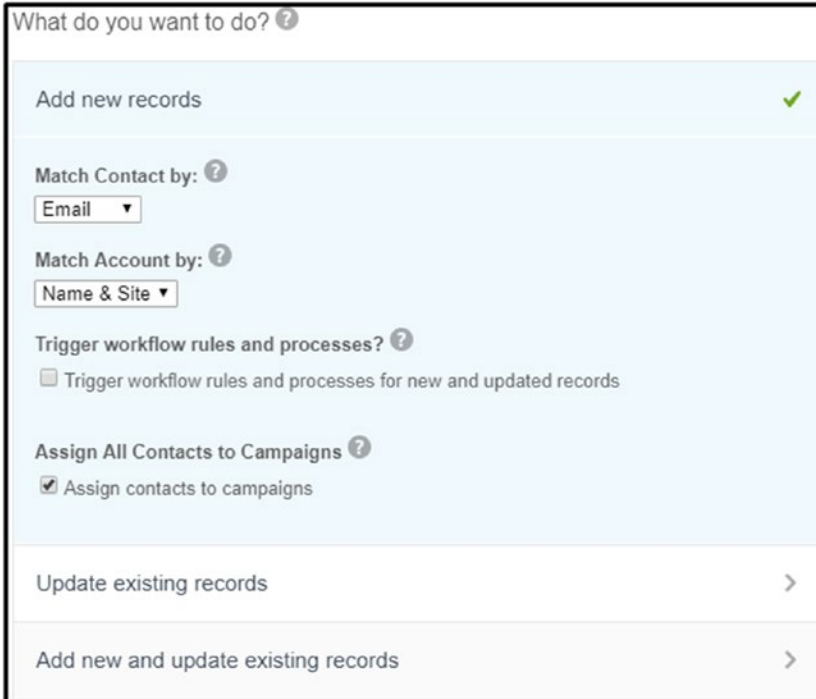 What do you want to do? ?
Add new records
Match Contact by: ?
Email
Match Account by: ?
Name & Site
Trigger workflow rules and processes? ?
Trigger workflow rules and processes for new and updated records
Assign All Contacts to Campaigns ?
Assign contacts to campaigns
Update existing records
Add new and update existing records